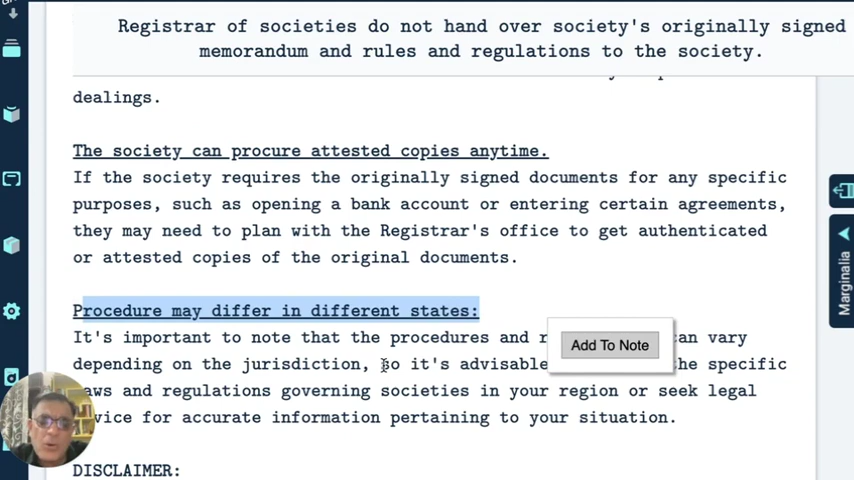 Registrar of societies do not hand over society's originally signed
memorandum and rules and regulations to the society.
dealings.
The society can procure attested copies anytime.
If the society requires the originally signed documents for any specific
purposes, such as opening a bank account or entering certain agreements,
they may need to plan with the Registrar's office to get authenticated
or attested copies of the original documents.
Procedure may differ in different states:
It's important to note that the procedures and can vary
depending on the jurisdiction, so it's advisable the specific
laws and regulations governing societies in your region or seek legal
vice for accurate information pertaining to your situation.
DISCLAIMER:
Add To Note
Marginalia